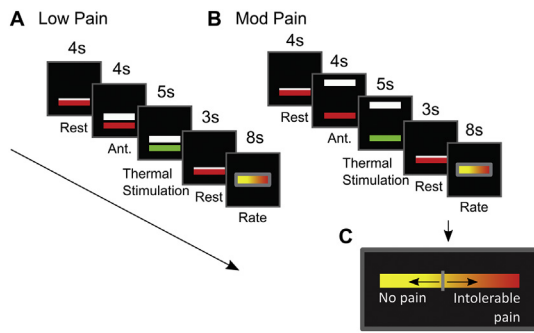 A Low Pain
4s
4s
5s
3s
8s
Rest
Ant.
Thermal
Stimulation
Rest
Rate
B Mod Pain
4s
4s
5s
3s
8s
Rest
Ant.
Thermal
Stimulation
Rest
Rate
C
No pain
Intolerable
pain